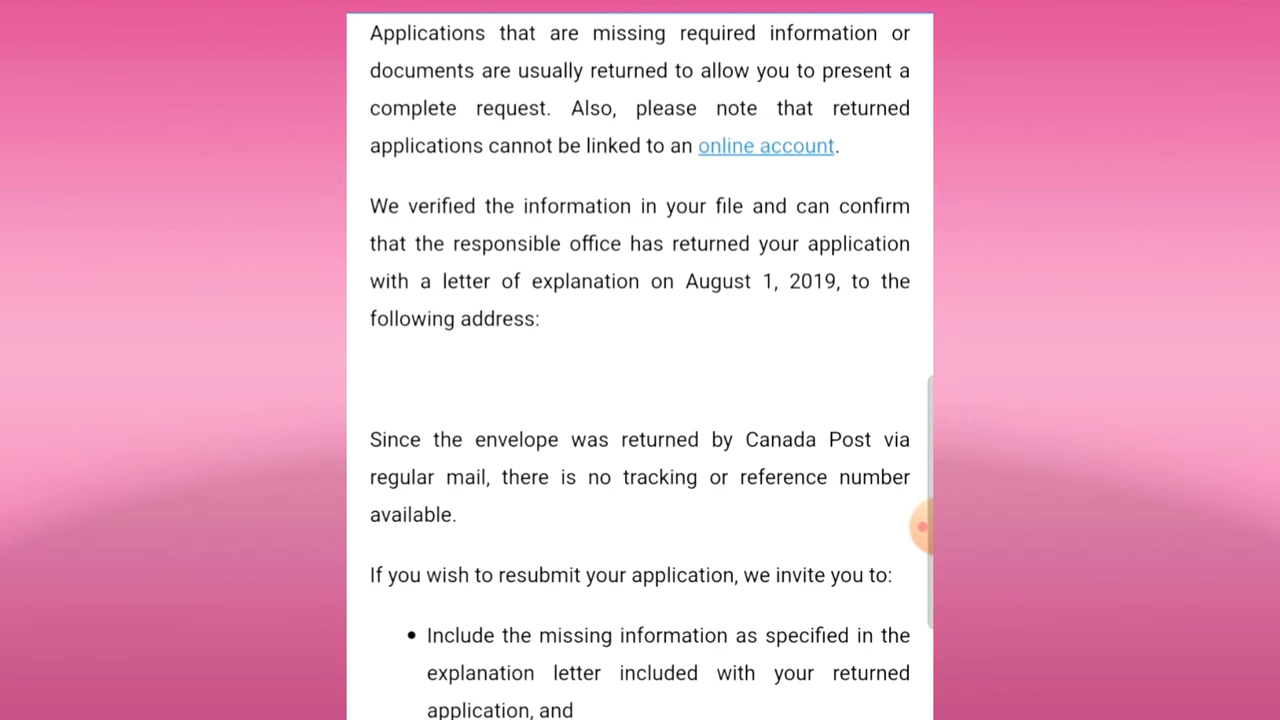 Applications that are missing required information or
documents are usually returned to allow you to present a
complete request. Also, please note that returned
applications cannot be linked to an online account.
We verified the information in your file and can confirm
that the responsible office has returned your application
with a letter of explanation on August 1, 2019, to the
following address:
Since the envelope was returned by Canada Post via
regular mail, there is no tracking or reference number
available.
If you wish to resubmit your application, we invite you to:
• Include the missing information as specified in the
explanation letter included with your returned
application, and